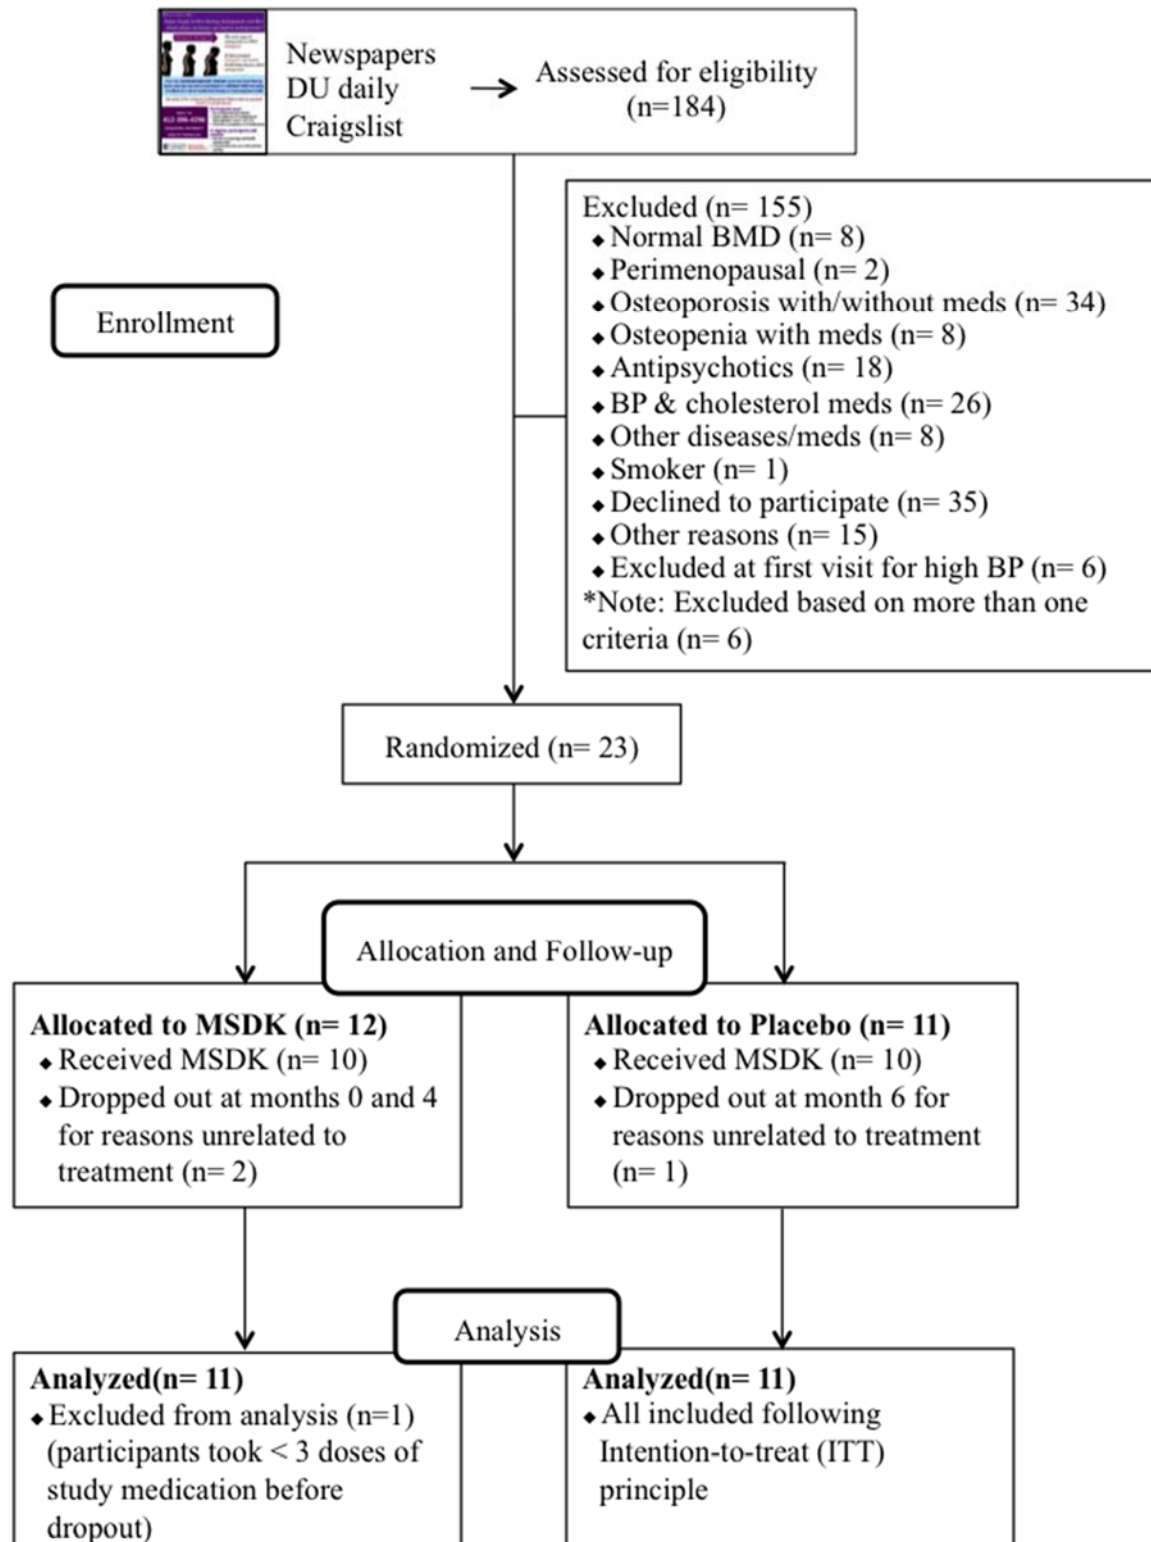 Newspapers
DU daily
Craigslist
Assessed for eligibility
(n=184)
Excluded (n= 155)
◆ Normal BMD (n= 8)
◆ Perimenopausal (n= 2)
◆ Osteoporosis with/without meds (n= 34)
◆ Osteopenia with meds (n= 8)
◆ Antipsychotics (n= 18)
◆ BP & cholesterol meds (n= 26)
◆ Other diseases/meds (n= 8)
◆ Smoker (n= 1)
◆ Declined to participate (n= 35)
◆ Other reasons (n= 15)
◆ Excluded at first visit for high BP (n= 6)
*Note: Excluded based on more than one
criteria (n= 6)
Enrollment
Randomized (n= 23)
Allocation and Follow-up
Allocated to MSDK (n= 12)
◆ Received MSDK (n= 10)
◆ Dropped out at months 0 and 4
for reasons unrelated to
treatment (n= 2)
Allocated to Placebo (n= 11)
◆ Received MSDK (n= 10)
◆ Dropped out at month 6 for
reasons unrelated to treatment
(n= 1)
Analysis
Analyzed(n= 11)
◆ Excluded from analysis (n=1)
(participants took < 3 doses of
study medication before
dropout)
Analyzed(n= 11)
◆ All included following
Intention-to-treat (ITT)
principle